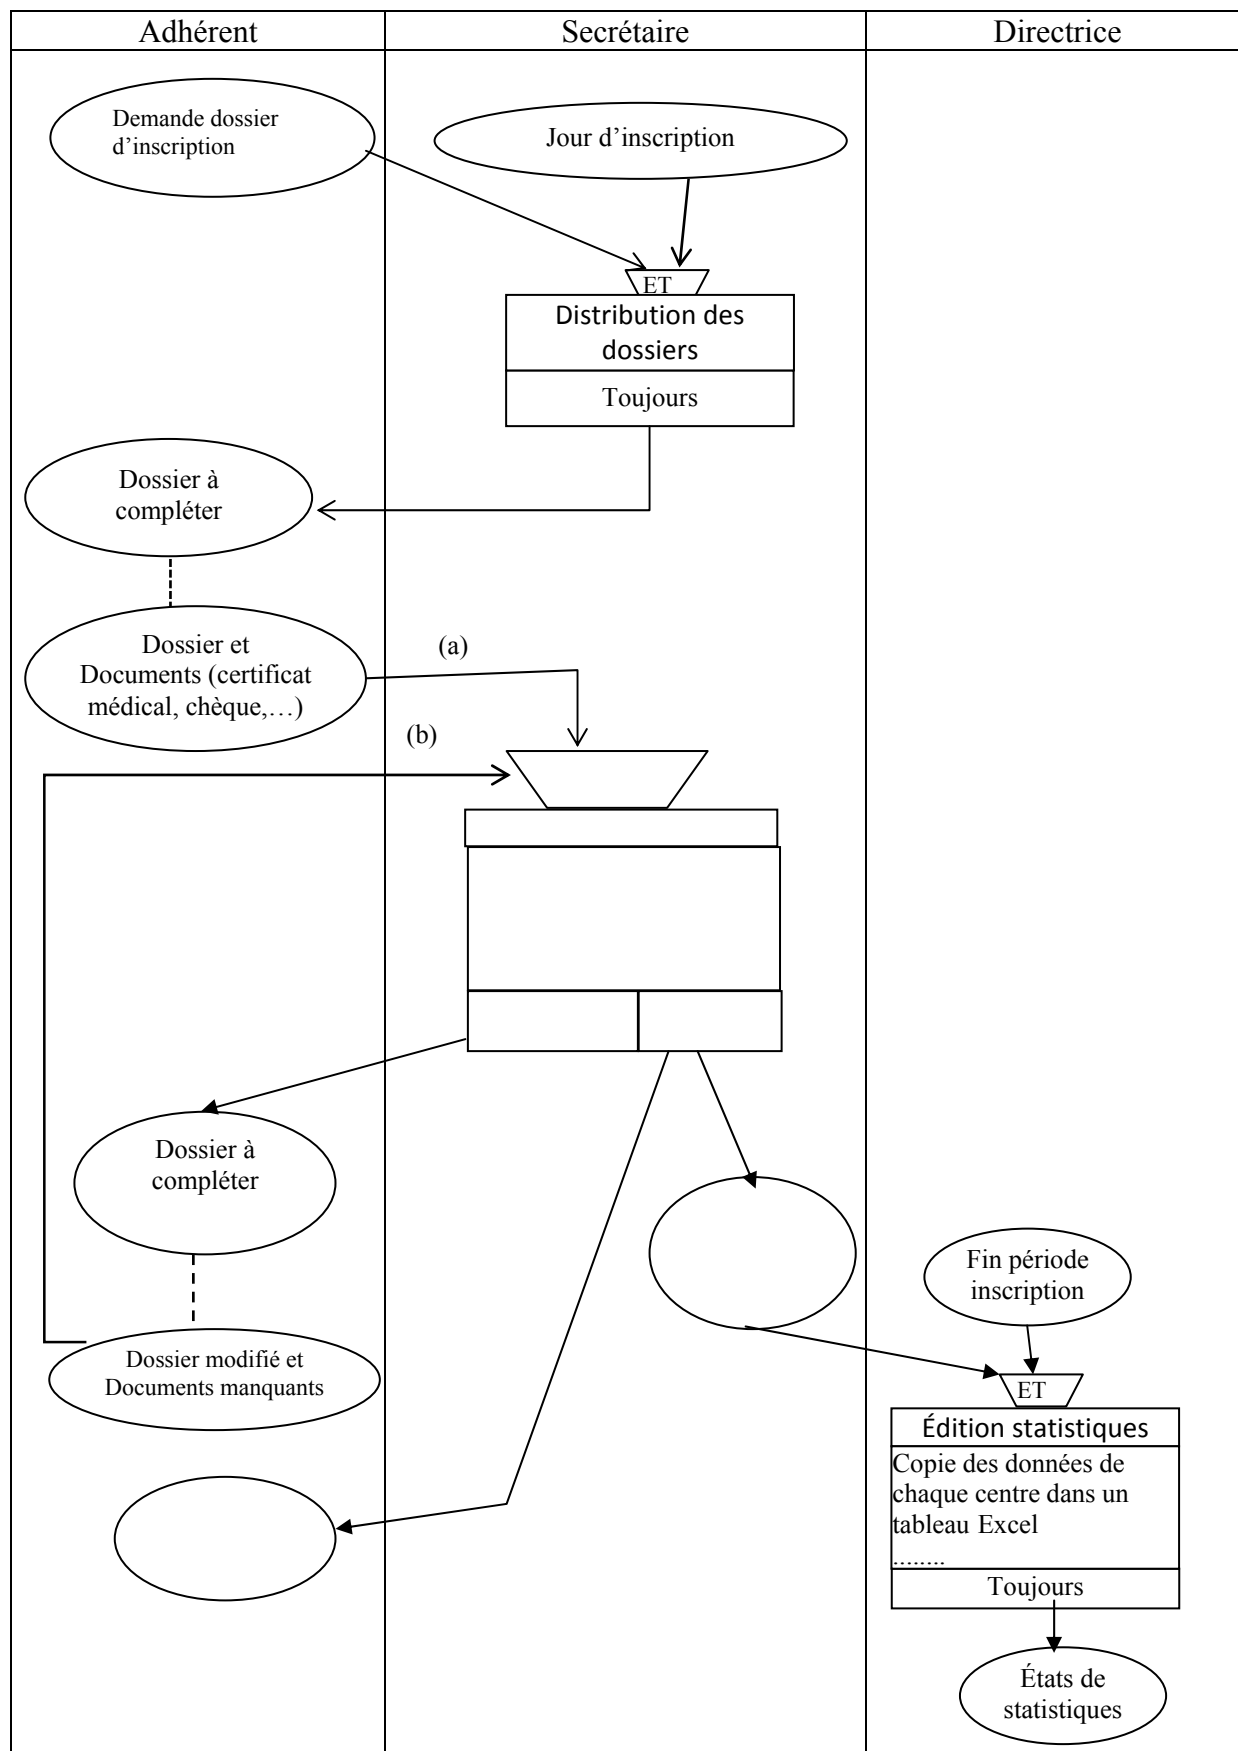 Adhérent
Secrétaire
Directrice
Demande dossier
d’inscription
Jour d’inscription
ET
Distribution des
dossiers
Toujours
Dossier à
compléter
Dossier et
Documents (certificat
médical, chèque,…)
(a)
(b)
Dossier à
compléter
Dossier modifié et
Documents manquants
Fin période
inscription
ET
Édition statistiques
Copie des données de
chaque centre dans un
tableau Excel
........
Toujours
États de
statistiques